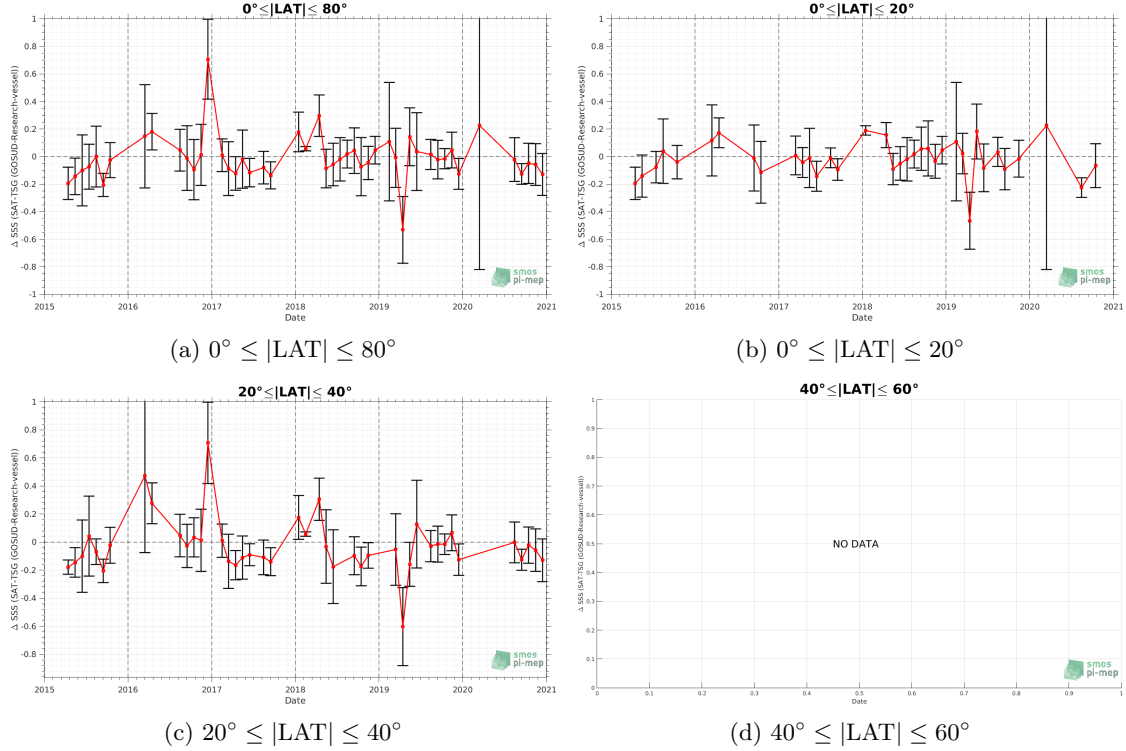 0°≤|LAT|≤ 80°
Δ SSS (SAT-TSG (GOSUD-Research-vessel))
1
0.8
0.6
0.4
0.2
0
-0.2
-0.4
-0.6
-0.8
-1
2015 2016 2017 2018 2019 2020 2021
Date
smos
pi-mep
(a) 0° ≤ |LAT| ≤ 80°
0°≤|LAT|≤ 20°
Δ SSS (SAT-TSG (GOSUD-Research-vessel))
1
0.8
0.6
0.4
0.2
0
-0.2
-0.4
-0.6
-0.8
-1
2015 2016 2017 2018 2019 2020 2021
Date
smos
pi-mep
(b) 0° ≤ |LAT| ≤ 20°
20°≤|LAT|≤ 40°
Δ SSS (SAT-TSG (GOSUD-Research-vessel))
1
0.8
0.6
0.4
0.2
0
-0.2
-0.4
-0.6
-0.8
2015 2016 2017 2018 2019 2020 2021
Date
smos
pi-mep
(c) 20° ≤ |LAT| ≤ 40°
40°≤|LAT|≤ 60°
Δ SSS (SAT-TSG (GOSUD-Research-vessel))
1
0.9
0.8
0.7
0.6
0.5
0.4
0.3
0.2
0.1
0
NO DATA
0 0.1 0.2 0.3 0.4 0.5 0.6 0.7 0.8 0.9 1
Date
smos
pi-mep
(d) 40° ≤ |LAT| ≤ 60°